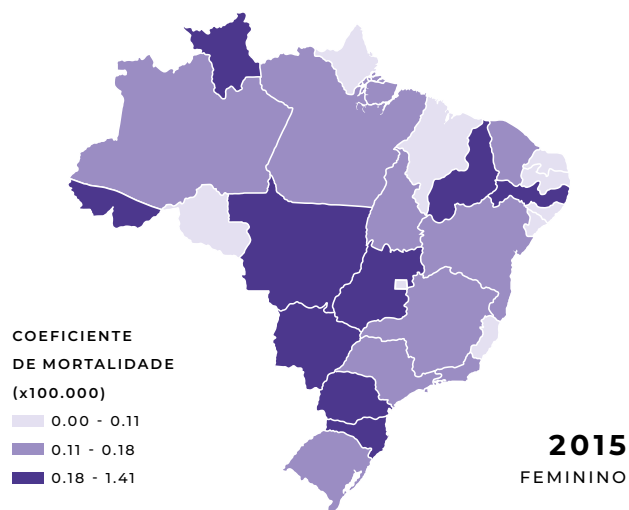 COEFICIENTE
DE MORTALIDADE
(x100.000)
0.00 - 0.11
0.11 - 0.18
0.18 - 1.41
2015
FEMININO